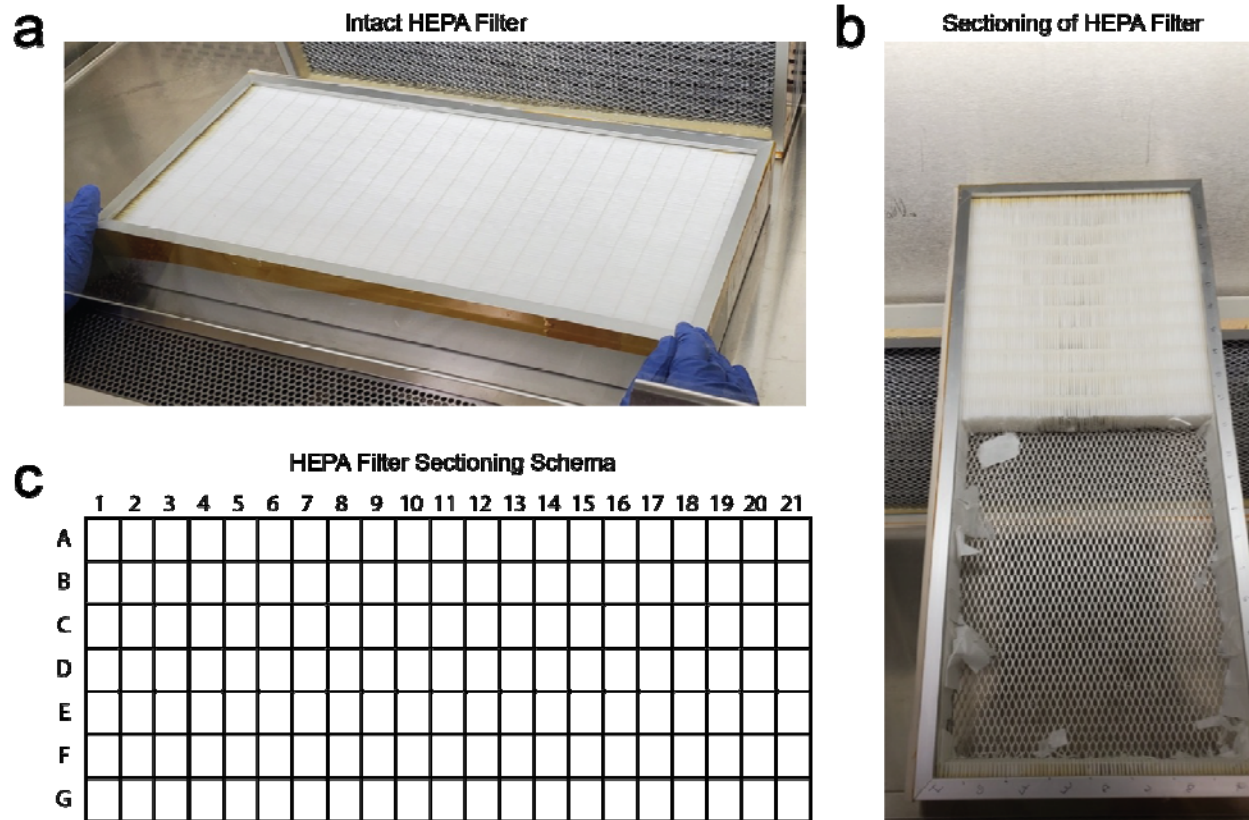 a
Intact HEPA Filter
b
Sectioning of HEPA Filter
c
HEPA Filter Sectioning Schema
1 2 3 4 5 6 7 8 9 10 11 12 13 14 15 16 17 18 19 20 21
A
B
C
D
E
F
G